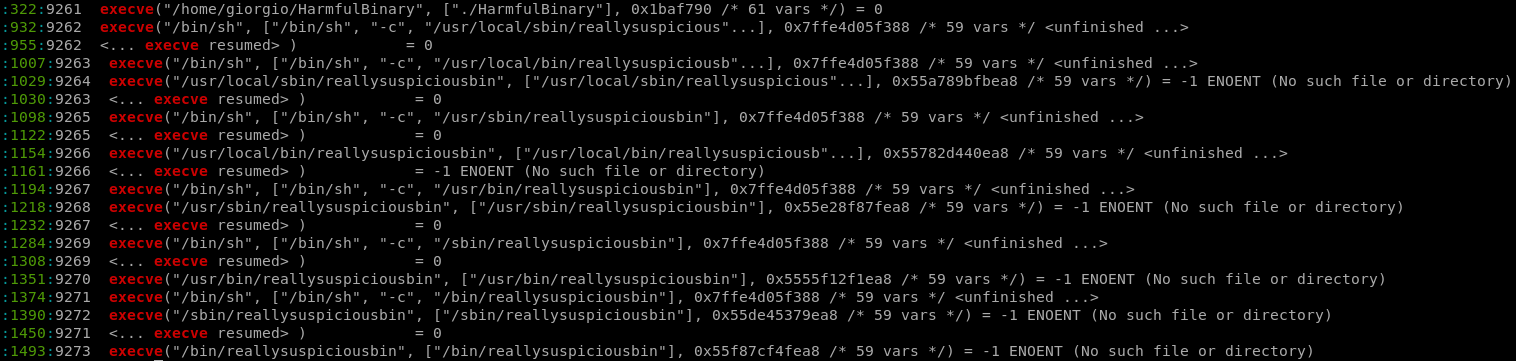 :322:9261  execve("/home/giorgio/HarmfulBinary", ["./HarmfulBinary"], 0x1baf790 /* 61 vars */) = 0
:932:9262  execve("/bin/sh", ["/bin/sh", "-c", "/usr/local/sbin/reallysuspicious"...], 0x7ffe4d05f388 /* 59 vars */ <unfinished ...>
:955:9262  <... execve resumed> )             = 0
:1007:9263  execve("/bin/sh", ["/bin/sh", "-c", "/usr/local/bin/reallysuspiciousb"...], 0x7ffe4d05f388 /* 59 vars */ <unfinished ...>
:1029:9264  execve("/usr/local/sbin/reallysuspiciousbin", ["/usr/local/sbin/reallysuspicious"...], 0x55a789bfbea8 /* 59 vars */) = -1 ENOENT (No such file or directory)
:1030:9263  <... execve resumed> )             = 0
:1098:9265  execve("/bin/sh", ["/bin/sh", "-c", "/usr/sbin/reallysuspiciousbin"], 0x7ffe4d05f388 /* 59 vars */ <unfinished ...>
:1122:9265  <... execve resumed> )             = 0
:1154:9266  execve("/usr/local/bin/reallysuspiciousbin", ["/usr/local/bin/reallysuspiciousb"...], 0x55782d440ea8 /* 59 vars */ <unfinished ...>
:1161:9266  <... execve resumed> )             = -1 ENOENT (No such file or directory)
:1194:9267  execve("/bin/sh", ["/bin/sh", "-c", "/usr/bin/reallysuspiciousbin"], 0x7ffe4d05f388 /* 59 vars */ <unfinished ...>
:1218:9268  execve("/usr/sbin/reallysuspiciousbin", ["/usr/sbin/reallysuspiciousbin"], 0x55e28f87fea8 /* 59 vars */) = -1 ENOENT (No such file or directory)
:1232:9267  <... execve resumed> )             = 0
:1284:9269  execve("/bin/sh", ["/bin/sh", "-c", "/sbin/reallysuspiciousbin"], 0x7ffe4d05f388 /* 59 vars */ <unfinished ...>
:1308:9269  <... execve resumed> )             = 0
:1351:9270  execve("/usr/bin/reallysuspiciousbin", ["/usr/bin/reallysuspiciousbin"], 0x5555f12f1ea8 /* 59 vars */) = -1 ENOENT (No such file or directory)
:1374:9271  execve("/bin/sh", ["/bin/sh", "-c", "/bin/reallysuspiciousbin"], 0x7ffe4d05f388 /* 59 vars */ <unfinished ...>
:1390:9272  execve("/sbin/reallysuspiciousbin", ["/sbin/reallysuspiciousbin"], 0x55de45379ea8 /* 59 vars */) = -1 ENOENT (No such file or directory)
:1450:9271  <... execve resumed> )             = 0
:1493:9273  execve("/bin/reallysuspiciousbin", ["/bin/reallysuspiciousbin"], 0x55f87cf4fea8 /* 59 vars */) = -1 ENOENT (No such file or directory)